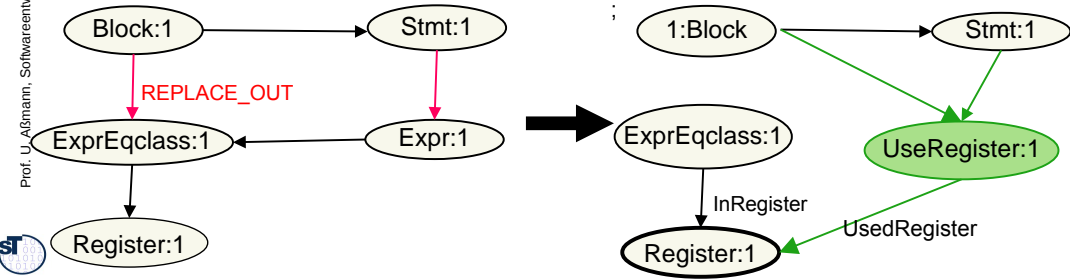 Prof. U. Aßmann, Softwareentw
Block:1
Stmt:1
REPLACE_OUT
ExprEqclass:1
Expr:1
Register:1
sT
;
1:Block
Stmt:1
ExprEqclass:1
UseRegister:1
InRegister
UsedRegister
Register:1